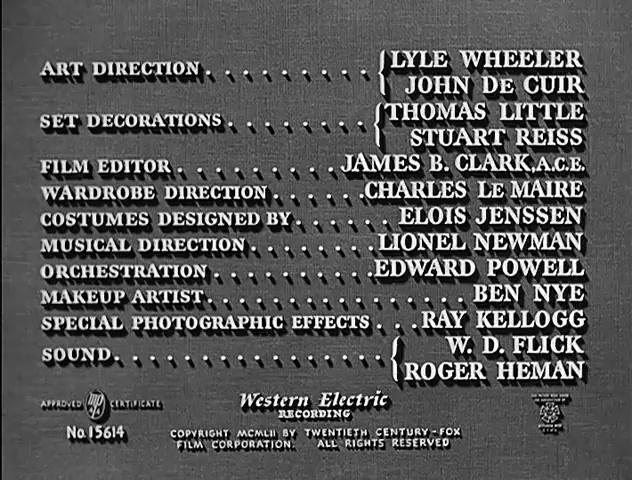 ART DIRECTION . . . . . . . . . { LYLE WHEELER
JOHN DE CUIR
SET DECORATIONS . . . . . . . . { THOMAS LITTLE
STUART REISS
FILM EDITOR . . . . . . . . . JAMES B. CLARK, A.C.E.
WARDROBE DIRECTION . . . . . . CHARLES LE MAIRE
COSTUMES DESIGNED BY . . . . . . ELOIS JENSSEN
MUSICAL DIRECTION . . . . . . . . LIONEL NEWMAN
ORCHESTRATION . . . . . . . . . . EDWARD POWELL
MAKEUP ARTIST . . . . . . . . . . . . . . . . BEN NYE
SPECIAL PHOTOGRAPHIC EFFECTS . . . RAY KELLOGG
SOUND . . . . . . . . . . . . . . . { W. D. FLICK
ROGER HEMAN
APPROVED CERTIFICATE
No. 15614
Western Electric
RECORDING
COPYRIGHT MCMLII BY TWENTIETH CENTURY-FOX
FILM CORPORATION. ALL RIGHTS RESERVED